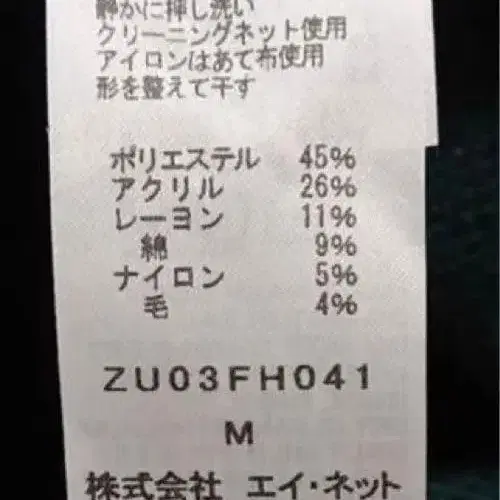 静かに押し洗い
クリーニングネット使用
アイロンはあて布使用
形を整えて干す
ポリエステル 45%
アクリル 26%
レーヨン 11%
綿 9%
ナイロン 5%
毛 4%
ZU03FH041
M
株式会社 エイ・ネット